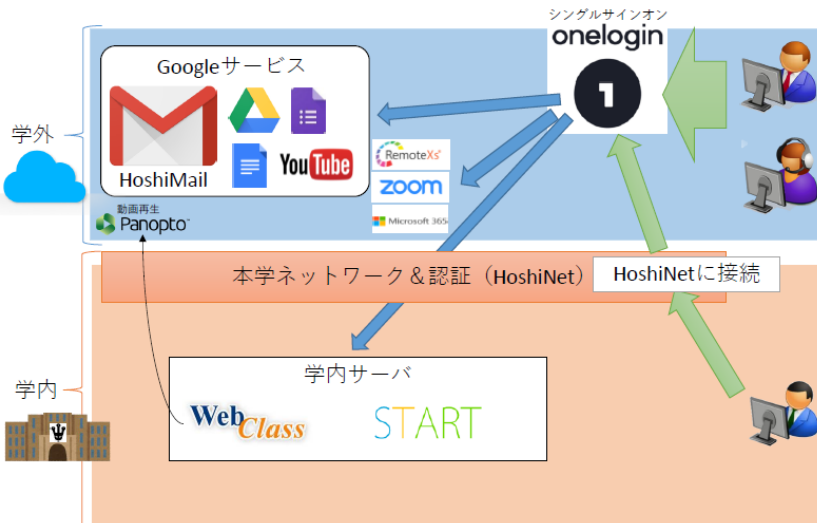 シングルサインオン
onelogin
1
Googleサービス
HoshiMail
YouTube
RemoteXs
zoom
Microsoft 365
学外
動画再生
Panopto
本学ネットワーク＆認証（HoshiNet）
HoshiNetに接続
学内サーバ
WebClass
START
学内